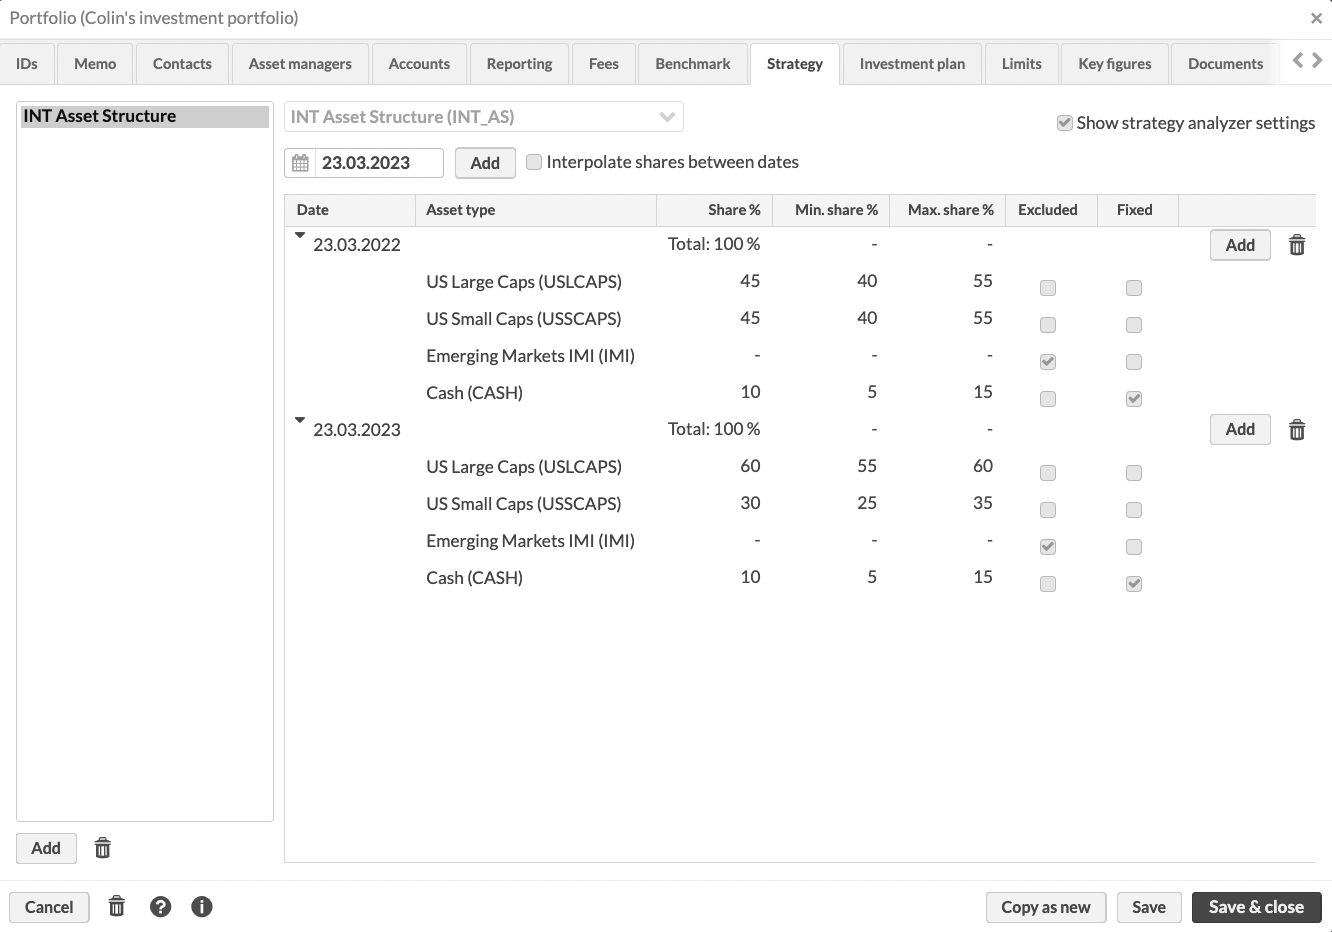 Portfolio (Colin's investment portfolio)
IDs Memo Contacts Asset managers Accounts Reporting Fees Benchmark Strategy Investment plan Limits Key figures Documents
INT Asset Structure
INT Asset Structure (INT_AS)
Show strategy analyzer settings
23.03.2023 Add Interpolate shares between dates
Date Asset type Share % Min. share % Max. share % Excluded Fixed
23.03.2022 Total: 100 % - - Add
US Large Caps (USLCAPS) 45 40 55
US Small Caps (USSCAPS) 45 40 55
Emerging Markets IMI (IMI) - - -
Cash (CASH) 10 5 15
23.03.2023 Total: 100 % - - Add
US Large Caps (USLCAPS) 60 55 60
US Small Caps (USSCAPS) 30 25 35
Emerging Markets IMI (IMI) - - -
Cash (CASH) 10 5 15
Add
Cancel Copy as new Save Save & close